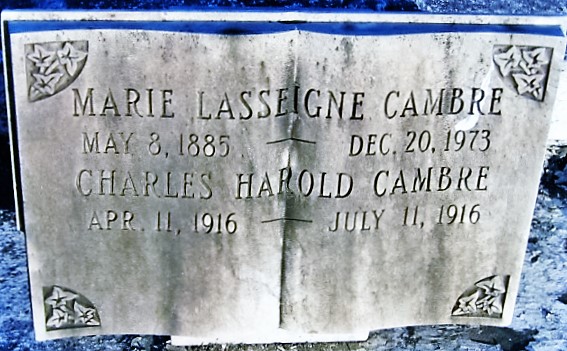 MARIE LASSEIGNE CAMBRE
MAY 8, 1885 — DEC. 20, 1973
CHARLES HAROLD CAMBRE
APR. 11, 1916 — JULY 11, 1916